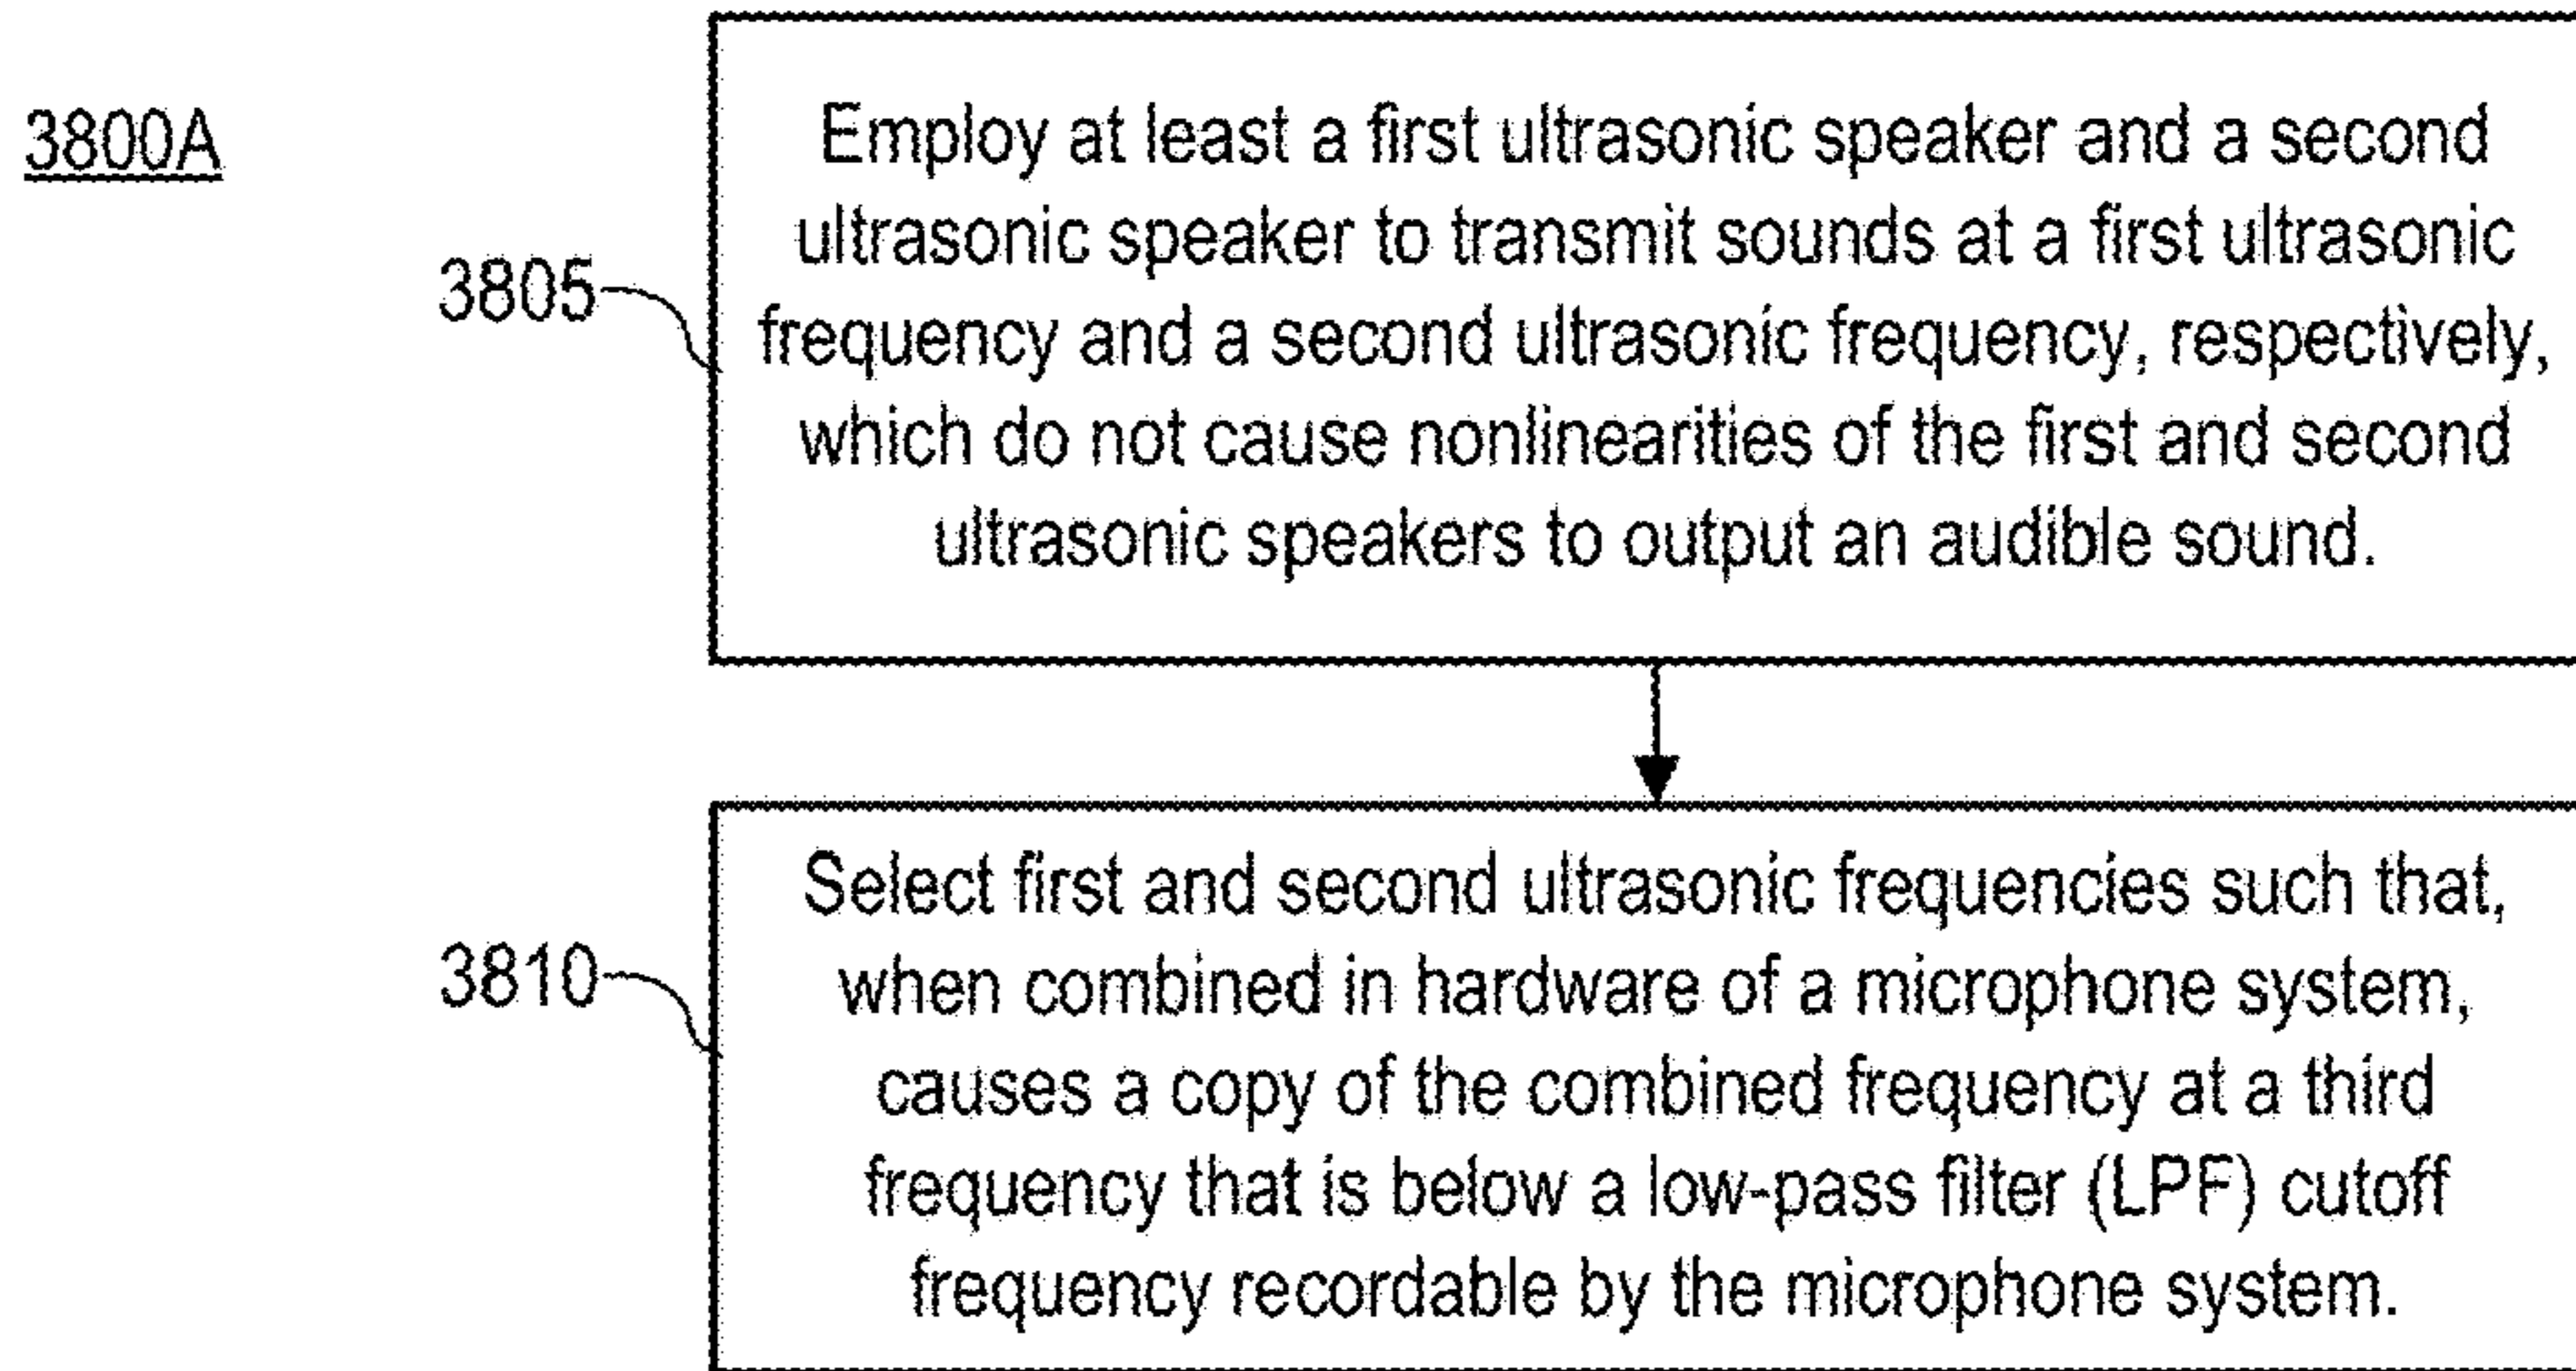 3800A
3805
Employ at least a first ultrasonic speaker and a second
ultrasonic speaker to transmit sounds at a first ultrasonic
frequency and a second ultrasonic frequency, respectively,
which do not cause nonlinearities of the first and second
ultrasonic speakers to output an audible sound.
3810
Select first and second ultrasonic frequencies such that,
when combined in hardware of a microphone system,
causes a copy of the combined frequency at a third
frequency that is below a low-pass filter (LPF) cutoff
frequency recordable by the microphone system.